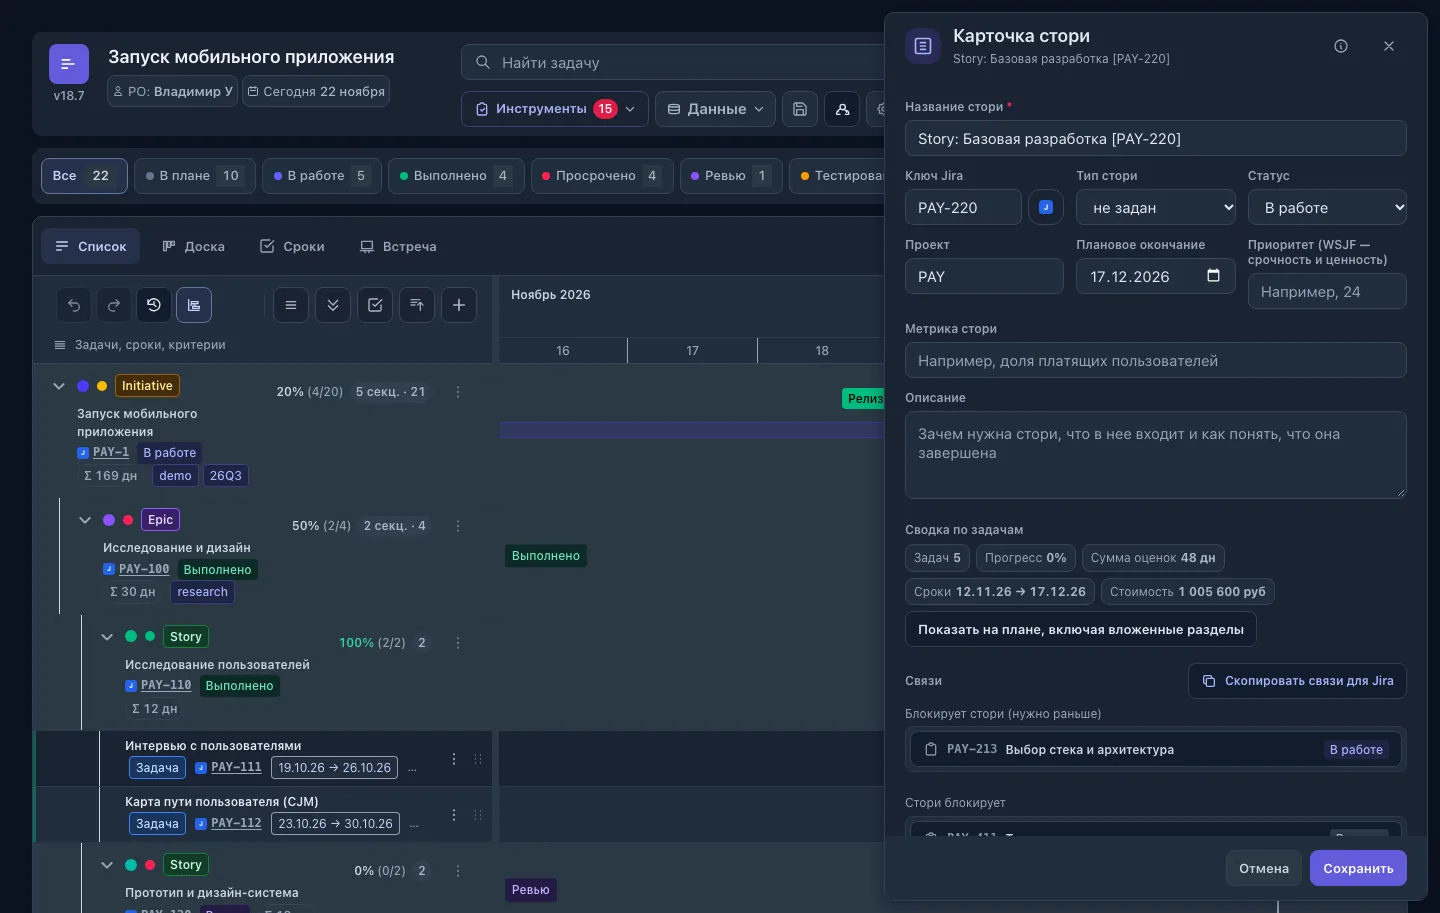 Запуск мобильного приложения
v18.7
PO: Владимир У
Сегодня 22 ноября
Найти задачу
Инструменты 15
Данные
Все 22
В плане 10
В работе 5
Выполнено 4
Просрочено 4
Ревью 1
Список
Доска
Сроки
Встреча
Задачи, сроки, критерии
Ноябрь 2026
16 17 18
Initiative 20% (4/20) 5 секц. · 21
Запуск мобильного
приложения
PAY-1 В работе
Σ 169 дн demo 26Q3
Релиз
Epic 50% (2/4) 2 секц. · 4
Исследование и дизайн
PAY-100 Выполнено
Σ 30 дн research
Выполнено
Story 100% (2/2) 2
Исследование пользователей
PAY-110 Выполнено
Σ 12 дн
Интервью с пользователями
Задача PAY-111 19.10.26 → 26.10.26 ...
Карта пути пользователя (CJM)
Задача PAY-112 23.10.26 → 30.10.26 ...
Story 0% (0/2) 2
Прототип и дизайн-система
Ревью
Карточка стори
Story: Базовая разработка [PAY-220]
Название стори *
Story: Базовая разработка [PAY-220]
Ключ Jira
PAY-220
Тип стори
не задан
Статус
В работе
Проект
PAY
Плановое окончание
17.12.2026
Приоритет (WSJF —
срочность и ценность)
Например, 24
Метрика стори
Например, доля платящих пользователей
Описание
Зачем нужна стори, что в нее входит и как понять, что она
завершена
Сводка по задачам
Задач 5
Прогресс 0%
Сумма оценок 48 дн
Сроки 12.11.26 → 17.12.26
Стоимость 1 005 600 руб
Показать на плане, включая вложенные разделы
Связи
Скопировать связи для Jira
Блокирует стори (нужно раньше)
PAY-213 Выбор стека и архитектура В работе
Стори блокирует
Отмена
Сохранить